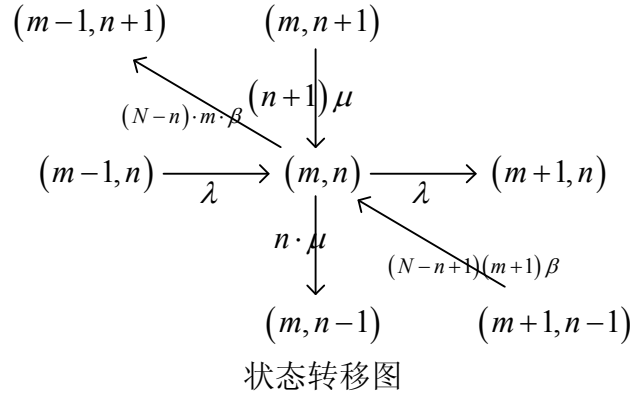 (m−1,n+1) (m,n+1)
(n+1)μ
(N−n)·m·β
(m−1,n) λ (m,n) λ (m+1,n)
n·μ
(N−n+1)(m+1)β
(m,n−1) (m+1,n−1)
状态转移图